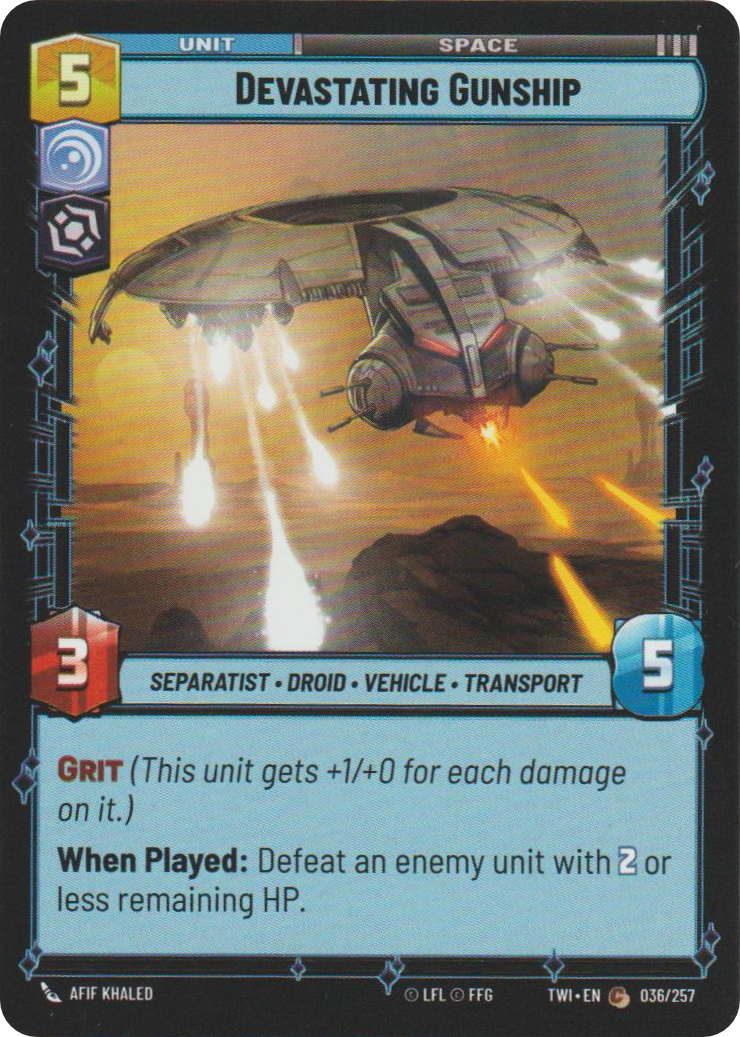 UNIT SPACE
5 DEVASTATING GUNSHIP
3 SEPARATIST • DROID • VEHICLE • TRANSPORT 5
GRIT (This unit gets +1/+0 for each damage
on it.)
When Played: Defeat an enemy unit with 2 or
less remaining HP.
AFIF KHALED © LFL © FFG TWI • EN C 036/257